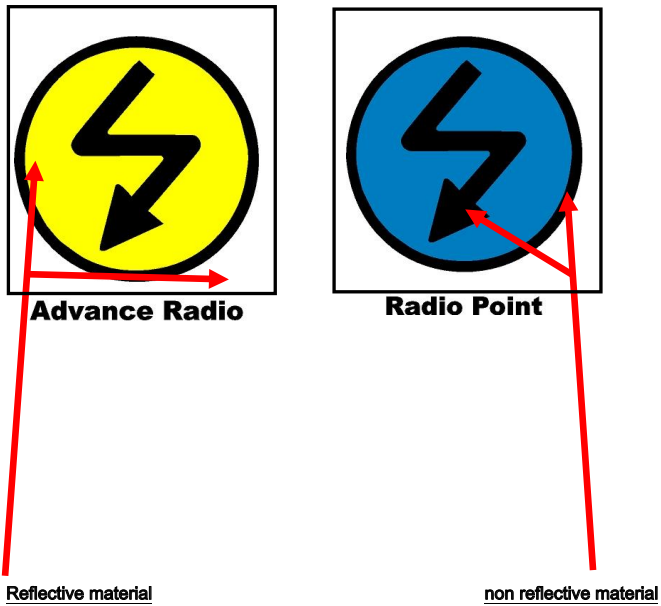 Advance Radio
Radio Point
Reflective material
non reflective material